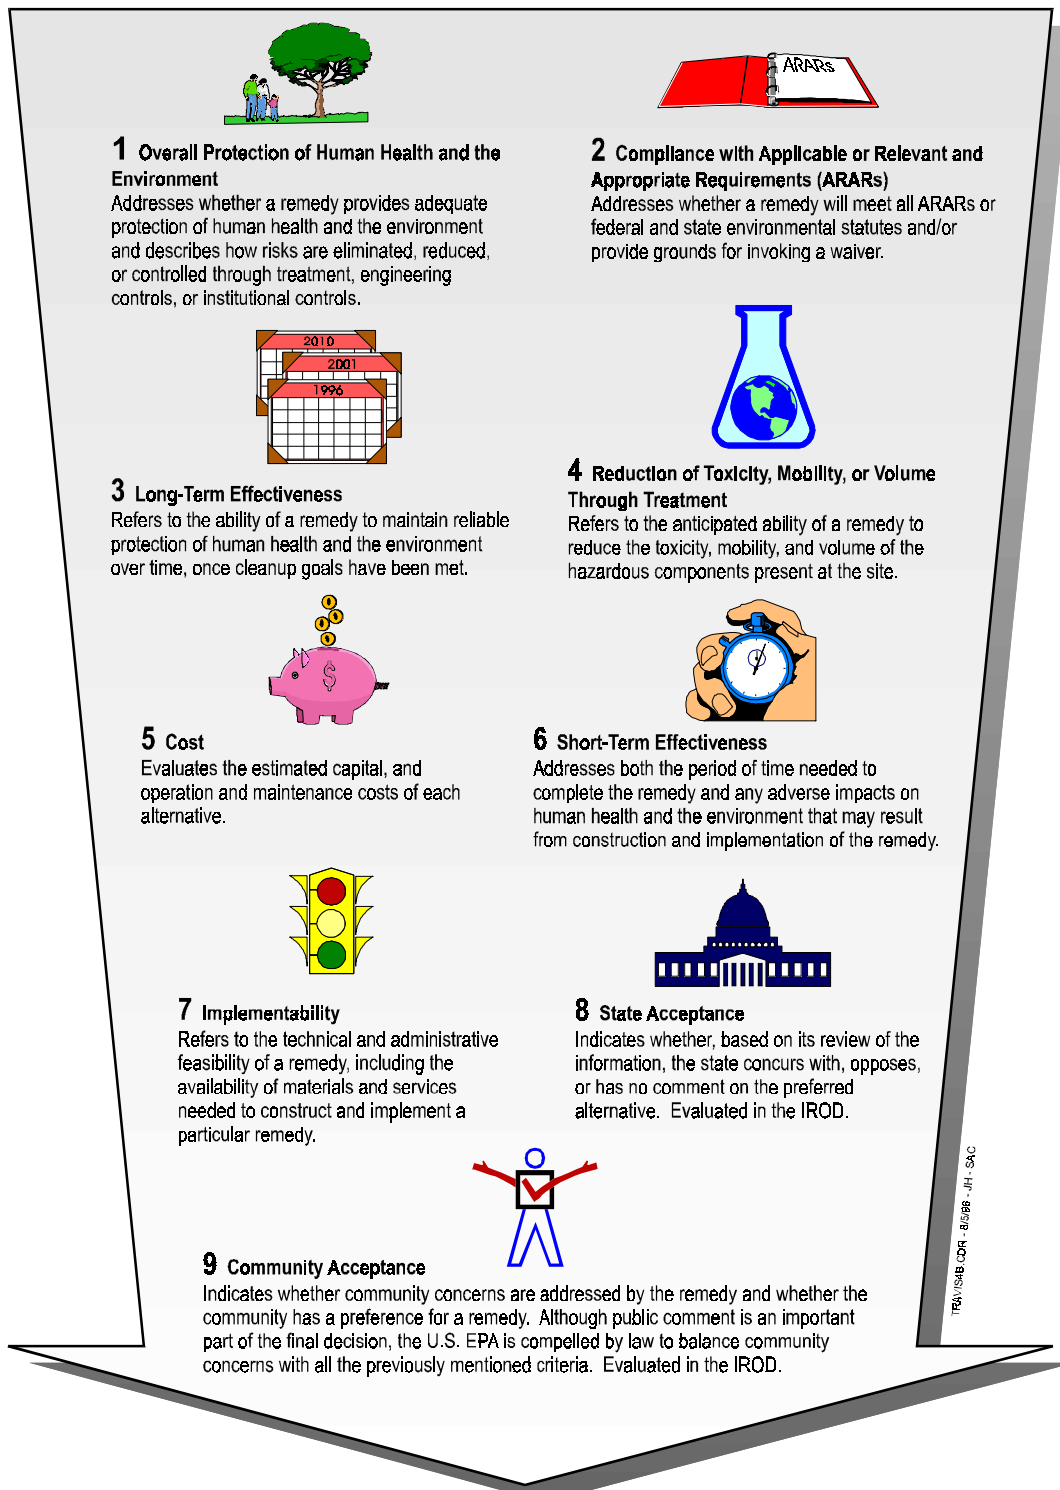 ARARs
1 Overall Protection of Human Health and the
Environment
Addresses whether a remedy provides adequate
protection of human health and the environment
and describes how risks are eliminated, reduced,
or controlled through treatment, engineering
controls, or institutional controls.
2 Compliance with Applicable or Relevant and
Appropriate Requirements (ARARs)
Addresses whether a remedy will meet all ARARs or
federal and state environmental statutes and/or
provide grounds for invoking a waiver.
2010
2001
1996
3 Long-Term Effectiveness
Refers to the ability of a remedy to maintain reliable
protection of human health and the environment
over time, once cleanup goals have been met.
4 Reduction of Toxicity, Mobility, or Volume
Through Treatment
Refers to the anticipated ability of a remedy to
reduce the toxicity, mobility, and volume of the
hazardous components present at the site.
$
5 Cost
Evaluates the estimated capital, and
operation and maintenance costs of each
alternative.
6 Short-Term Effectiveness
Addresses both the period of time needed to
complete the remedy and any adverse impacts on
human health and the environment that may result
from construction and implementation of the remedy.
7 Implementability
Refers to the technical and administrative
feasibility of a remedy, including the
availability of materials and services
needed to construct and implement a
particular remedy.
8 State Acceptance
Indicates whether, based on its review of the
information, the state concurs with, opposes,
or has no comment on the preferred
alternative. Evaluated in the IROD.
9 Community Acceptance
Indicates whether community concerns are addressed by the remedy and whether the
community has a preference for a remedy. Although public comment is an important
part of the final decision, the U.S. EPA is compelled by law to balance community
concerns with all the previously mentioned criteria. Evaluated in the IROD.
TRAVIS4B.CDR - 8/5/96 - JH - SAC